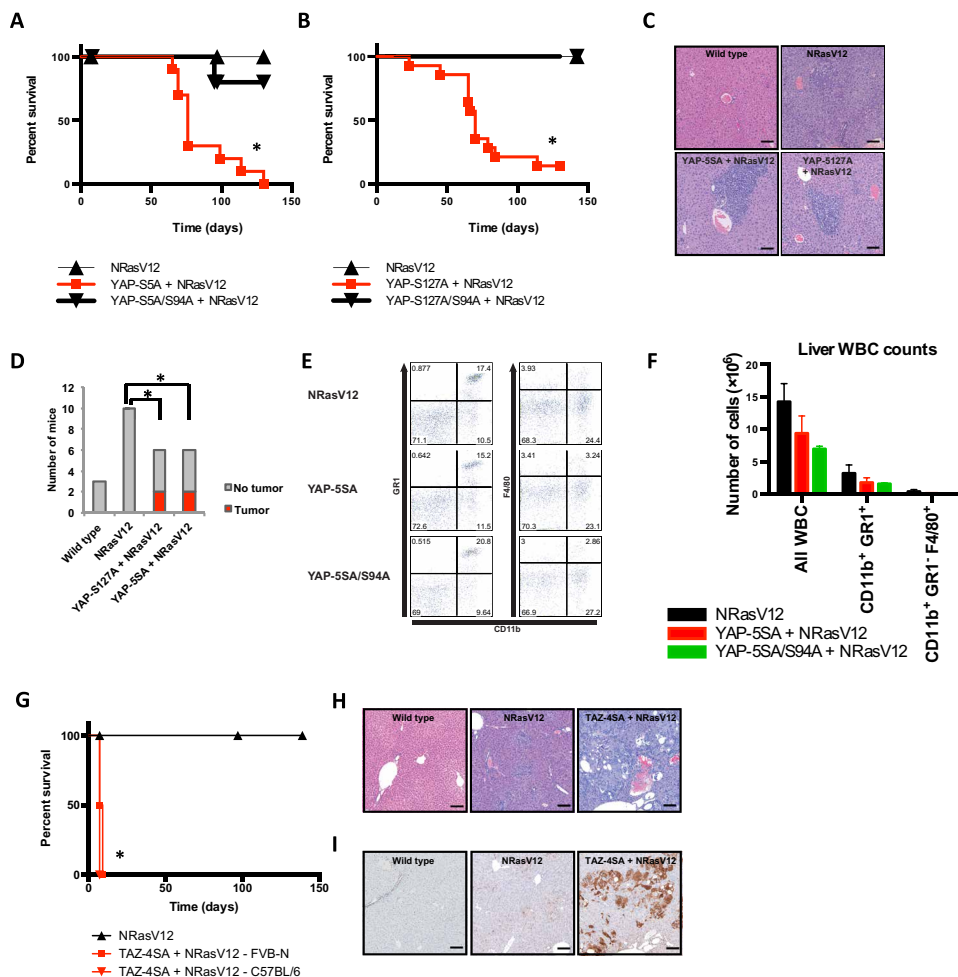 A
Percent survival
100
50
0
0
50
100
150
Time (days)
NRasV12
YAP-S5A + NRasV12
YAP-S5A/S94A + NRasV12
*
B
Percent survival
100
50
0
0
50
100
150
Time (days)
NRasV12
YAP-S127A + NRasV12
YAP-S127A/S94A + NRasV12
*
C
Wild type
NRasV12
YAP-5SA + NRasV12
YAP-S127A
+ NRasV12
D
Number of mice
12
10
8
6
4
2
0
*
*
No tumor
Tumor
Wild type
NRasV12
YAP-S127A + NRasV12
YAP-5SA + NRasV12
E
NRasV12
YAP-5SA
YAP-5SA/S94A
GR1
F4/80
CD11b
0.877
17.4
71.1
10.5
3.93
68.3
24.4
0.642
15.2
72.6
11.5
3.41
3.24
70.3
23.1
0.515
20.8
69
9.64
3
2.86
66.9
27.2
F
Liver WBC counts
Number of cells (×10⁶)
20
15
10
5
0
All WBC
CD11b⁺ GR1⁺
CD11b⁺ GR1⁻ F4/80⁺
NRasV12
YAP-5SA + NRasV12
YAP-5SA/S94A + NRasV12
G
Percent survival
100
50
0
0
50
100
150
Time (days)
*
NRasV12
TAZ-4SA + NRasV12 - FVB-N
TAZ-4SA + NRasV12 - C57BL/6
H
Wild type
NRasV12
TAZ-4SA + NRasV12
I
Wild type
NRasV12
TAZ-4SA + NRasV12